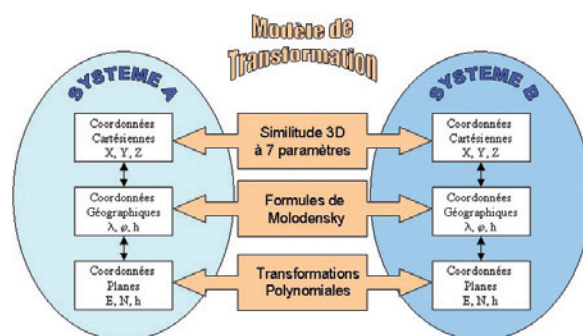 Modèle de
Transformation
SYSTEME A
SYSTEME B
Coordonnées
Cartésiennes
X, Y, Z
Similitude 3D
à 7 paramètres
Coordonnées
Cartésiennes
X, Y, Z
Coordonnées
Géographiques
λ, φ, h
Formules de
Molodensky
Coordonnées
Géographiques
λ, φ, h
Coordonnées
Planes
E, N, h
Transformations
Polynomiales
Coordonnées
Planes
E, N, h